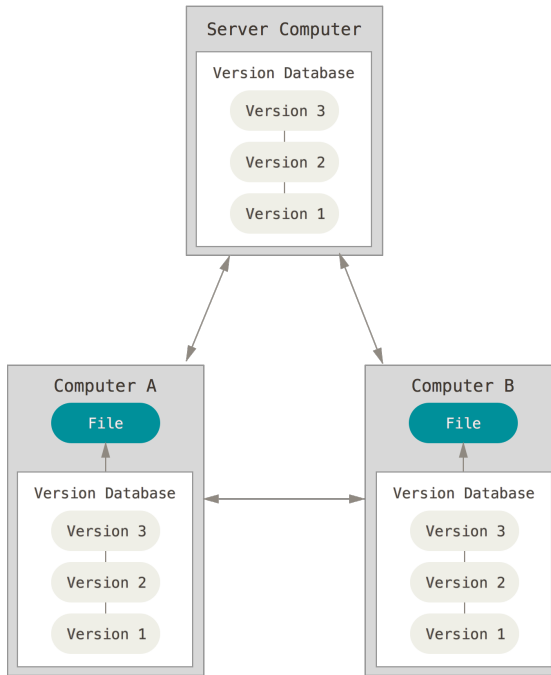 Server Computer
Version Database
Version 3
Version 2
Version 1
Computer A
File
Version Database
Version 3
Version 2
Version 1
Computer B
File
Version Database
Version 3
Version 2
Version 1